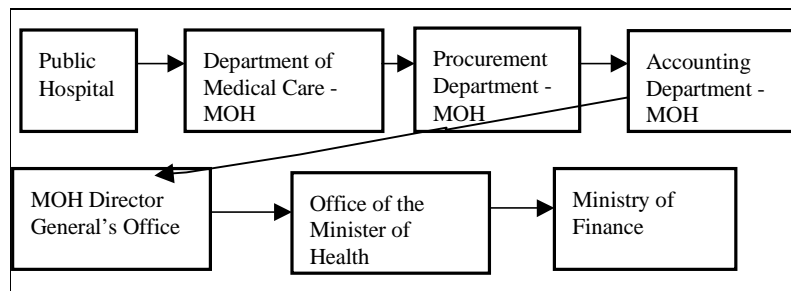 Public
Hospital
Department of
Medical Care -
MOH
Procurement
Department -
MOH
Accounting
Department -
MOH
MOH Director
General’s Office
Office of the
Minister of
Health
Ministry of
Finance